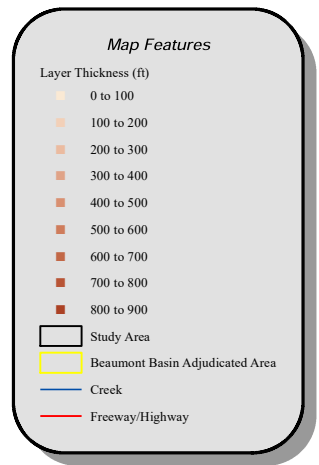 Map Features
Layer Thickness (ft)
0 to 100
100 to 200
200 to 300
300 to 400
400 to 500
500 to 600
600 to 700
700 to 800
800 to 900
Study Area
Beaumont Basin Adjudicated Area
Creek
Freeway/Highway